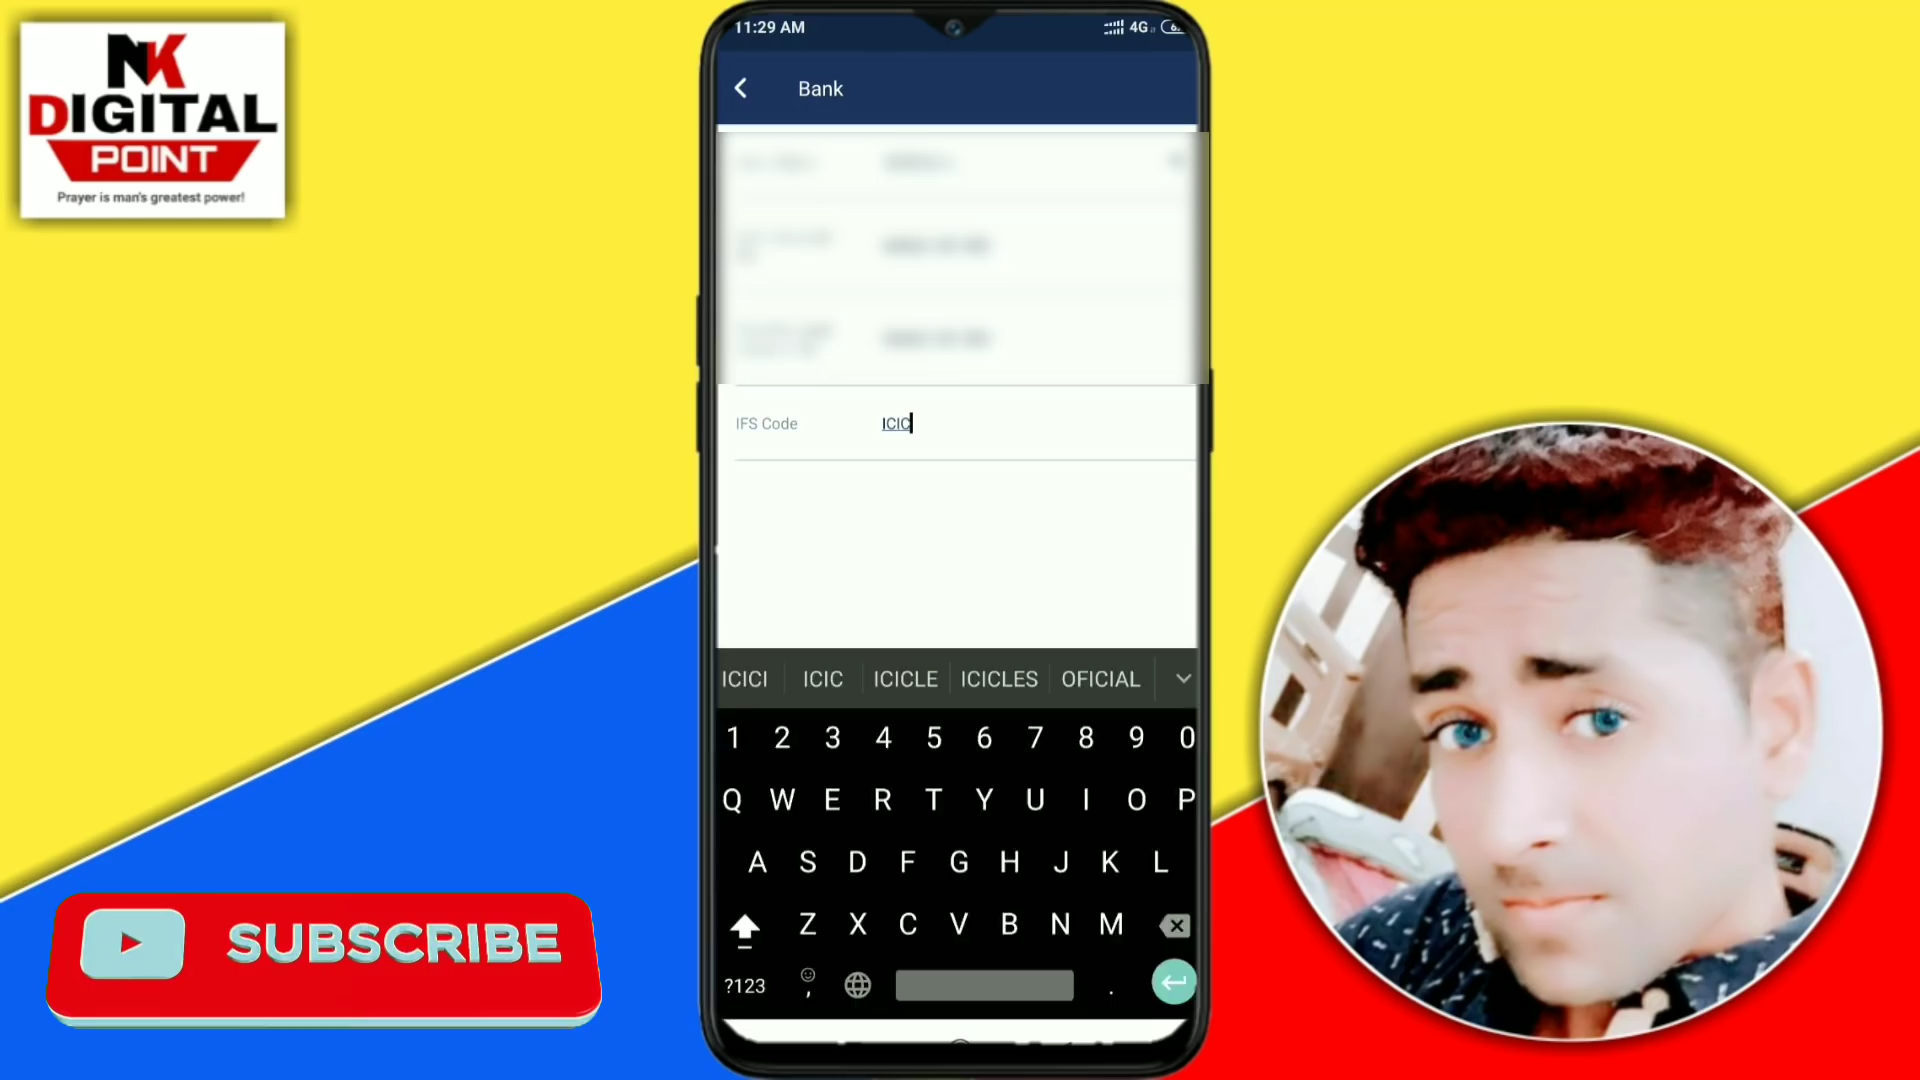 NK
DIGITAL
POINT
Prayer is man's greatest power!
11:29 AM
4G
Bank
IFS Code
ICIC
ICICI ICIC ICICLE ICICLES OFICIAL
1 2 3 4 5 6 7 8 9 0
Q W E R T Y U I O P
A S D F G H J K L
Z X C V B N M
?123 , .
SUBSCRIBE